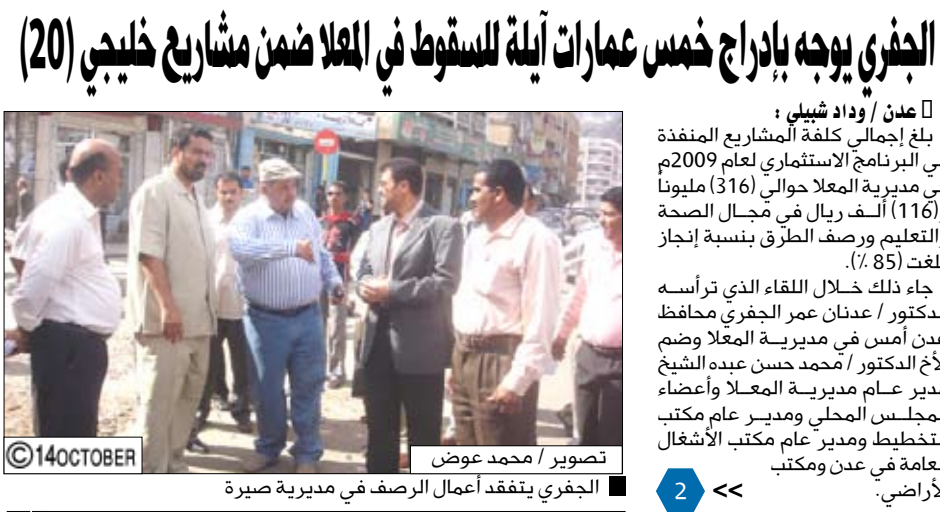 الجفري يوجه بإدراج خمس عمارات آيلة للسقوط في المعلا ضمن مشاريع خليجي (20)
عدن / وداد شبيلي :
بلغ إجمالي كلفة المشاريع المنفذة
في البرنامج الاستثماري لعام 2009م
في مديرية المعلا حوالي (316) مليوناً
و(116) ألـف ريال في مجـال الصحة
والتعليم ورصف الطرق بنسبة إنجاز
بلغت (85 ٪).
جاء ذلك خـلال اللقاء الذي ترأسـه
الدكتور / عدنان عمر الجفري محافظ
عدن أمس في مديريـة المعلا وضم
الأخ الدكتور / محمد حسن عبده الشيخ
مدير عـام مديريـة المعـلا وأعضاء
المجلـس المحلي ومديـر عام مكتب
التخطيط ومدير عام مكتب الأشغال
العامة في عدن ومكتب
الأراضي.
>> 2
©14OCTOBER
تصوير / محمد عوض
الجفري يتفقد أعمال الرصف في مديرية صيرة